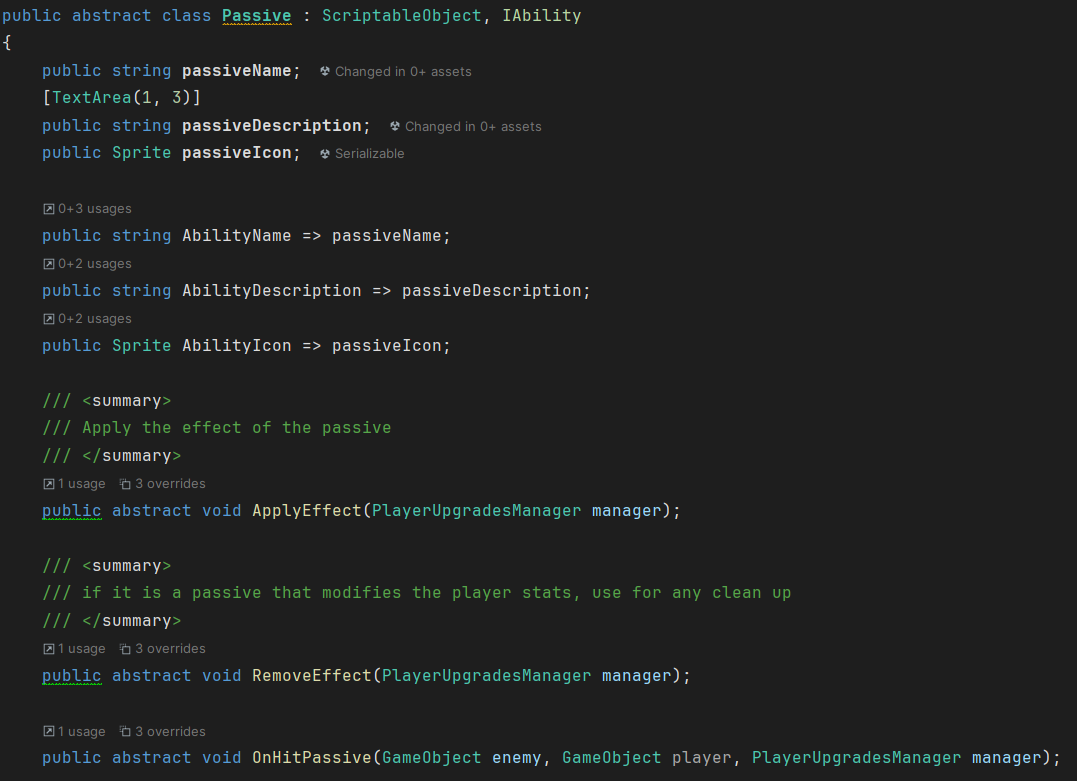 public abstract class Passive : ScriptableObject, IAbility
{
public string passiveName; Changed in 0+ assets
[TextArea(1, 3)]
public string passiveDescription; Changed in 0+ assets
public Sprite passiveIcon; Serializable
0+3 usages
public string AbilityName => passiveName;
0+2 usages
public string AbilityDescription => passiveDescription;
0+2 usages
public Sprite AbilityIcon => passiveIcon;
/// <summary>
/// Apply the effect of the passive
/// </summary>
1 usage 3 overrides
public abstract void ApplyEffect(PlayerUpgradesManager manager);
/// <summary>
/// if it is a passive that modifies the player stats, use for any clean up
/// </summary>
1 usage 3 overrides
public abstract void RemoveEffect(PlayerUpgradesManager manager);
1 usage 3 overrides
public abstract void OnHitPassive(GameObject enemy, GameObject player, PlayerUpgradesManager manager);